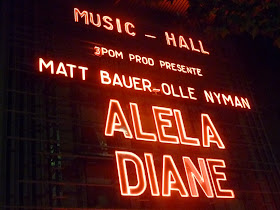 MUSIC - HALL
3POM PROD PRESENTE
MATT BAUER-OLLE NYMAN
ALELA
DIANE